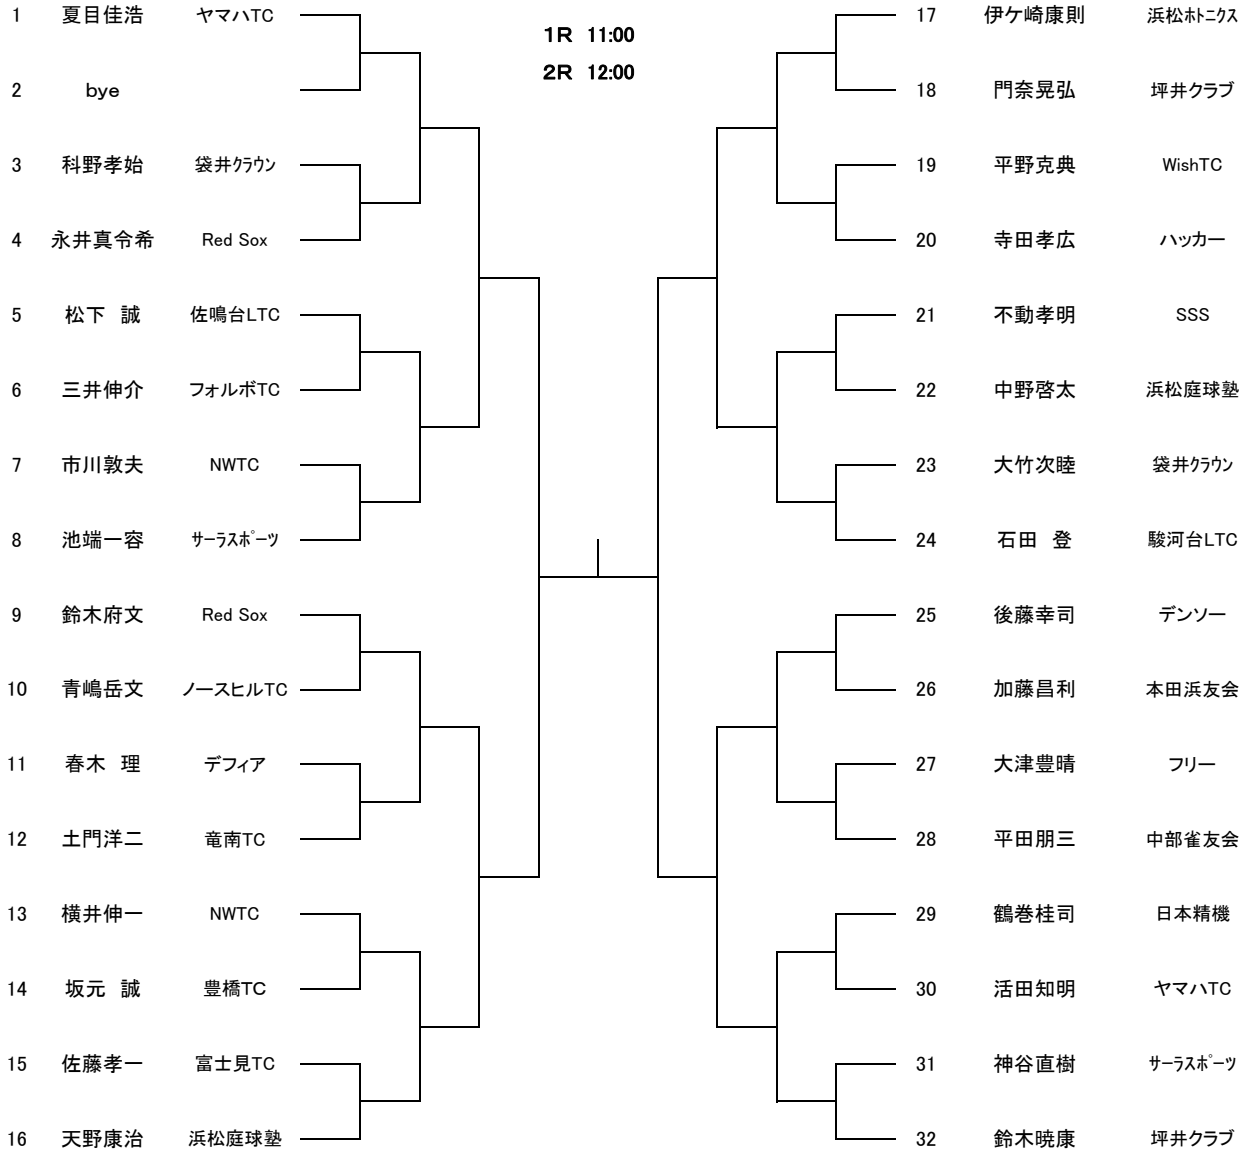 1R 11:00
2R 12:00
1 夏目佳浩 ヤマハTC
2 bye
3 科野孝始 袋井ｸﾗｳﾝ
4 永井真令希 Red Sox
5 松下　誠 佐鳴台LTC
6 三井伸介 フォルボTC
7 市川敦夫 NWTC
8 池端一容 ｻｰﾗｽﾎﾟｰﾂ
9 鈴木府文 Red Sox
10 青嶋岳文 ノースヒルTC
11 春木　理 デフィア
12 土門洋二 竜南TC
13 横井伸一 NWTC
14 坂元　誠 豊橋TC
15 佐藤孝一 富士見TC
16 天野康治 浜松庭球塾
17 伊ケ崎康則 浜松ﾎﾄﾆｸｽ
18 門奈晃弘 坪井クラブ
19 平野克典 WishTC
20 寺田孝広 ハッカー
21 不動孝明 SSS
22 中野啓太 浜松庭球塾
23 大竹次睦 袋井ｸﾗｳﾝ
24 石田　登 駿河台LTC
25 後藤幸司 デンソー
26 加藤昌利 本田浜友会
27 大津豊晴 フリー
28 平田朋三 中部雀友会
29 鶴巻桂司 日本精機
30 活田知明 ヤマハTC
31 神谷直樹 ｻｰﾗｽﾎﾟｰﾂ
32 鈴木暁康 坪井クラブ